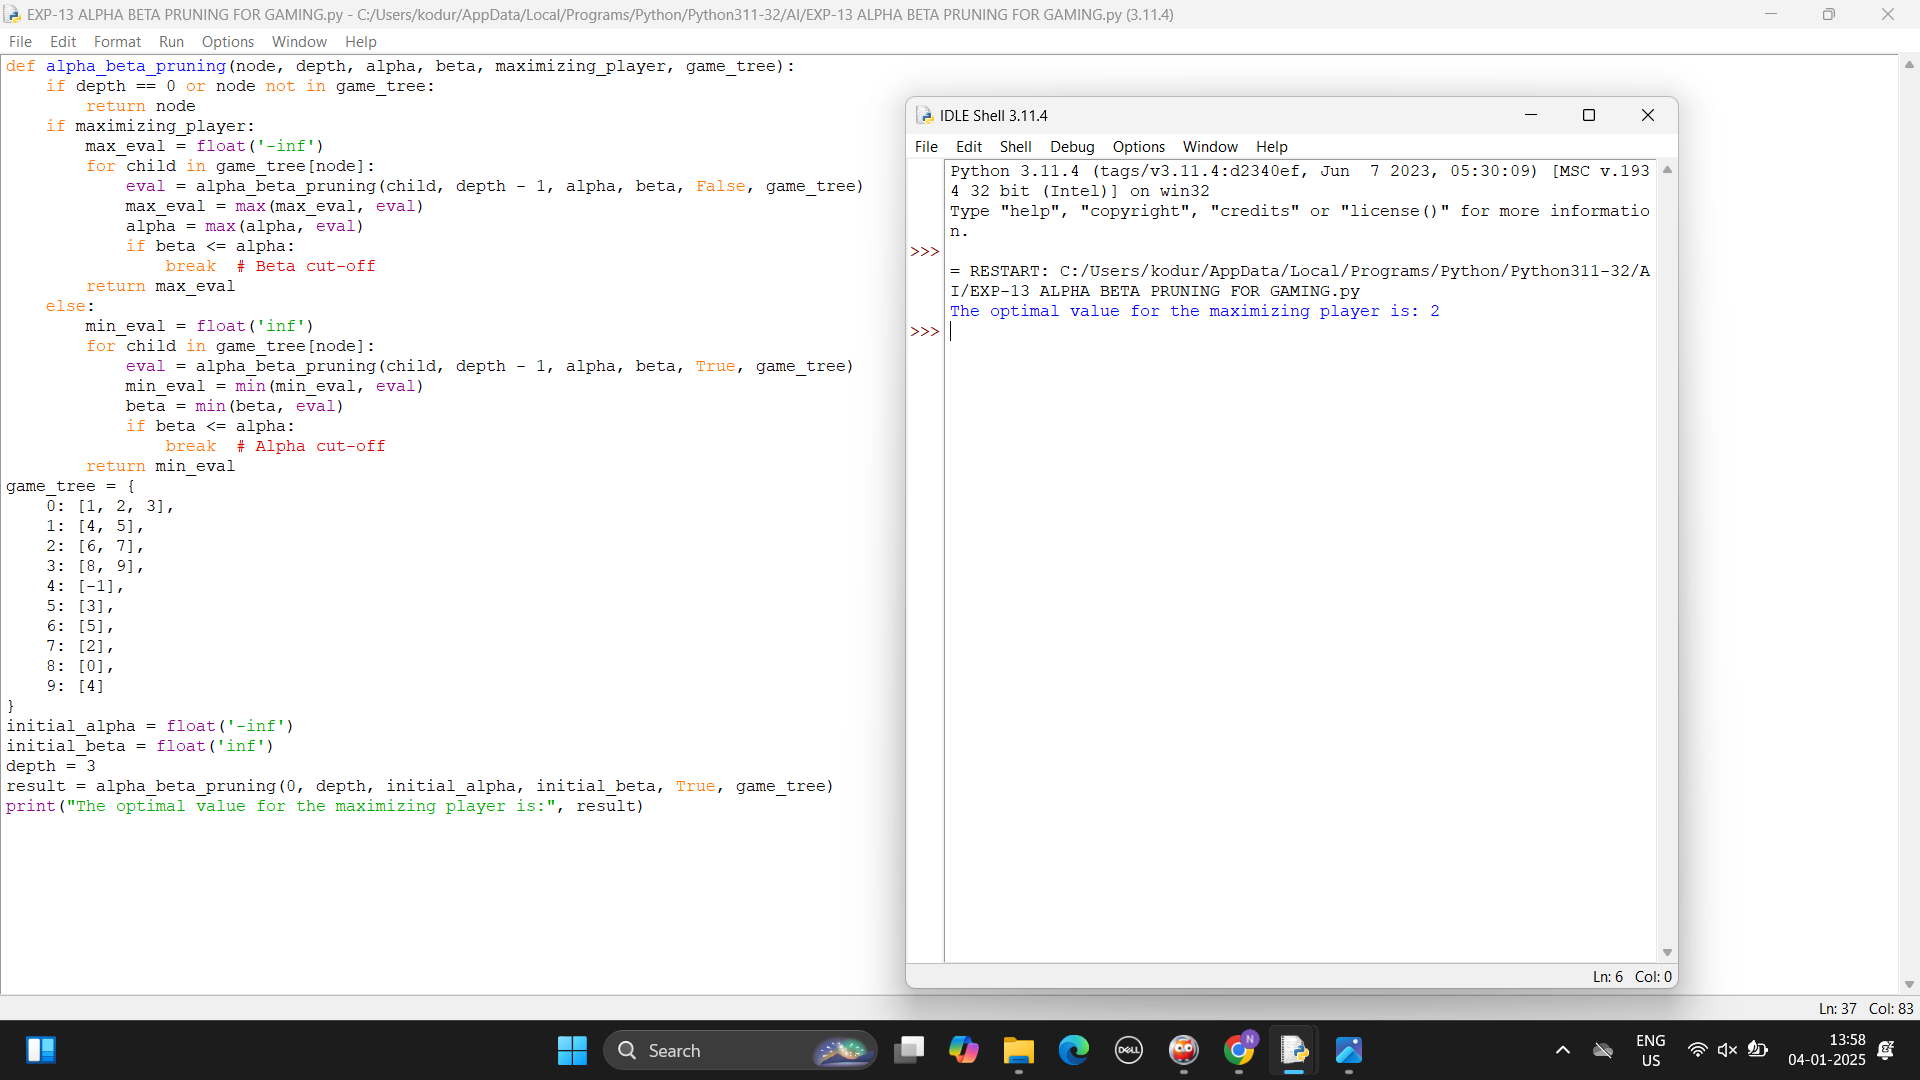 EXP-13 ALPHA BETA PRUNING FOR GAMING.py - C:/Users/kodur/AppData/Local/Programs/Python/Python311-32/AI/EXP-13 ALPHA BETA PRUNING FOR GAMING.py (3.11.4)
File Edit Format Run Options Window Help
def alpha_beta_pruning(node, depth, alpha, beta, maximizing_player, game_tree):
    if depth == 0 or node not in game_tree:
        return node
    if maximizing_player:
        max_eval = float('-inf')
        for child in game_tree[node]:
            eval = alpha_beta_pruning(child, depth - 1, alpha, beta, False, game_tree)
            max_eval = max(max_eval, eval)
            alpha = max(alpha, eval)
            if beta <= alpha:
                break  # Beta cut-off
        return max_eval
    else:
        min_eval = float('inf')
        for child in game_tree[node]:
            eval = alpha_beta_pruning(child, depth - 1, alpha, beta, True, game_tree)
            min_eval = min(min_eval, eval)
            beta = min(beta, eval)
            if beta <= alpha:
                break  # Alpha cut-off
        return min_eval
game_tree = {
    0: [1, 2, 3],
    1: [4, 5],
    2: [6, 7],
    3: [8, 9],
    4: [-1],
    5: [3],
    6: [5],
    7: [2],
    8: [0],
    9: [4]
}
initial_alpha = float('-inf')
initial_beta = float('inf')
depth = 3
result = alpha_beta_pruning(0, depth, initial_alpha, initial_beta, True, game_tree)
print("The optimal value for the maximizing player is:", result)
IDLE Shell 3.11.4
File Edit Shell Debug Options Window Help
Python 3.11.4 (tags/v3.11.4:d2340ef, Jun  7 2023, 05:30:09) [MSC v.193
4 32 bit (Intel)] on win32
Type "help", "copyright", "credits" or "license()" for more informatio
n.
>>>
= RESTART: C:/Users/kodur/AppData/Local/Programs/Python/Python311-32/A
I/EXP-13 ALPHA BETA PRUNING FOR GAMING.py
The optimal value for the maximizing player is: 2
>>>
Ln: 6 Col: 0
Ln: 37 Col: 83
Search
DELL
N
ENG
US
13:58
04-01-2025